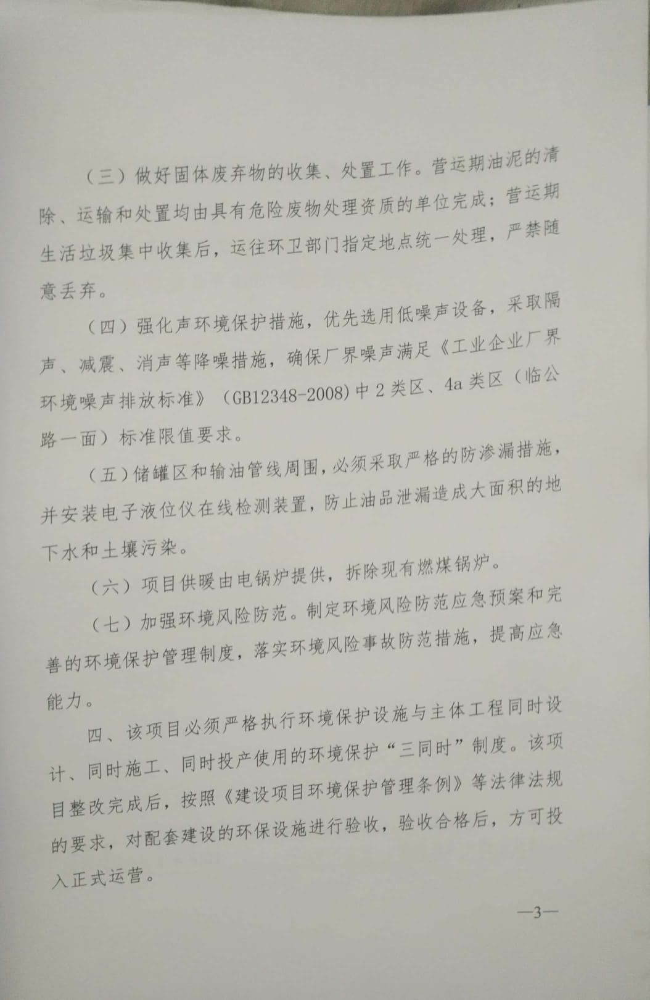 （三）做好固体废弃物的收集、处置工作。营运期油泥的清
除、运输和处置均由具有危险废物处理资质的单位完成；营运期
生活垃圾集中收集后，运往环卫部门指定地点统一处理，严禁随
意丢弃。
（四）强化声环境保护措施，优先选用低噪声设备，采取隔
声、减震、消声等降噪措施，确保厂界噪声满足《工业企业厂界
环境噪声排放标准》（GB12348-2008)中 2 类区、4a 类区（临公
路一面）标准限值要求。
（五）储罐区和输油管线周围，必须采取严格的防渗漏措施，
并安装电子液位仪在线检测装置，防止油品泄漏造成大面积的地
下水和土壤污染。
（六）项目供暖由电锅炉提供，拆除现有燃煤锅炉。
（七）加强环境风险防范。制定环境风险防范应急预案和完
善的环境保护管理制度，落实环境风险事故防范措施，提高应急
能力。
四、该项目必须严格执行环境保护设施与主体工程同时设
计、同时施工、同时投产使用的环境保护“三同时”制度。该项
目整改完成后，按照《建设项目环境保护管理条例》等法律法规
的要求，对配套建设的环保设施进行验收，验收合格后，方可投
入正式运营。
—3—